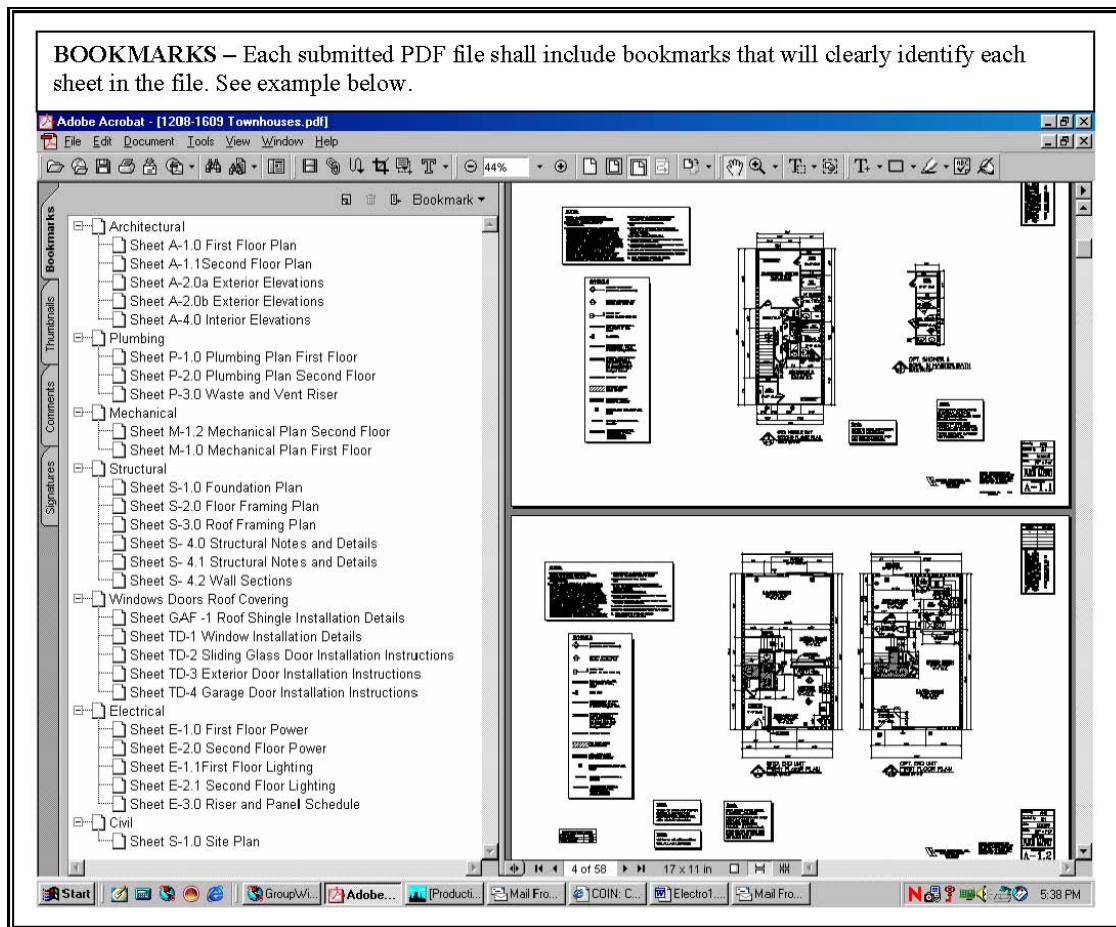 BOOKMARKS – Each submitted PDF file shall include bookmarks that will clearly identify each
sheet in the file. See example below.
Adobe Acrobat - [1208-1609 Townhouses.pdf]
File Edit Document Tools View Window Help
44%
Bookmark
Bookmarks
Thumbnails
Comments
Signatures
Architectural
Sheet A-1.0 First Floor Plan
Sheet A-1.1Second Floor Plan
Sheet A-2.0a Exterior Elevations
Sheet A-2.0b Exterior Elevations
Sheet A-4.0 Interior Elevations
Plumbing
Sheet P-1.0 Plumbing Plan First Floor
Sheet P-2.0 Plumbing Plan Second Floor
Sheet P-3.0 Waste and Vent Riser
Mechanical
Sheet M-1.2 Mechanical Plan Second Floor
Sheet M-1.0 Mechanical Plan First Floor
Structural
Sheet S-1.0 Foundation Plan
Sheet S-2.0 Floor Framing Plan
Sheet S-3.0 Roof Framing Plan
Sheet S- 4.0 Structural Notes and Details
Sheet S- 4.1 Structural Notes and Details
Sheet S- 4.2 Wall Sections
Windows Doors Roof Covering
Sheet GAF -1 Roof Shingle Installation Details
Sheet TD-1 Window Installation Details
Sheet TD-2 Sliding Glass Door Installation Instructions
Sheet TD-3 Exterior Door Installation Instructions
Sheet TD-4 Garage Door Installation Instructions
Electrical
Sheet E-1.0 First Floor Power
Sheet E-2.0 Second Floor Power
Sheet E-1.1First Floor Lighting
Sheet E-2.1 Second Floor Lighting
Sheet E-3.0 Riser and Panel Schedule
Civil
Sheet S-1.0 Site Plan
A-1.1
FIRST FLOOR PLAN
FIRST FLOOR PLAN
A-1.2
4 of 58
17 x 11 in
Start
GroupWi...
Adobe...
[Producti...
Mail Fro...
COIN: C...
Electro1....
Mail Fro...
5:38 PM